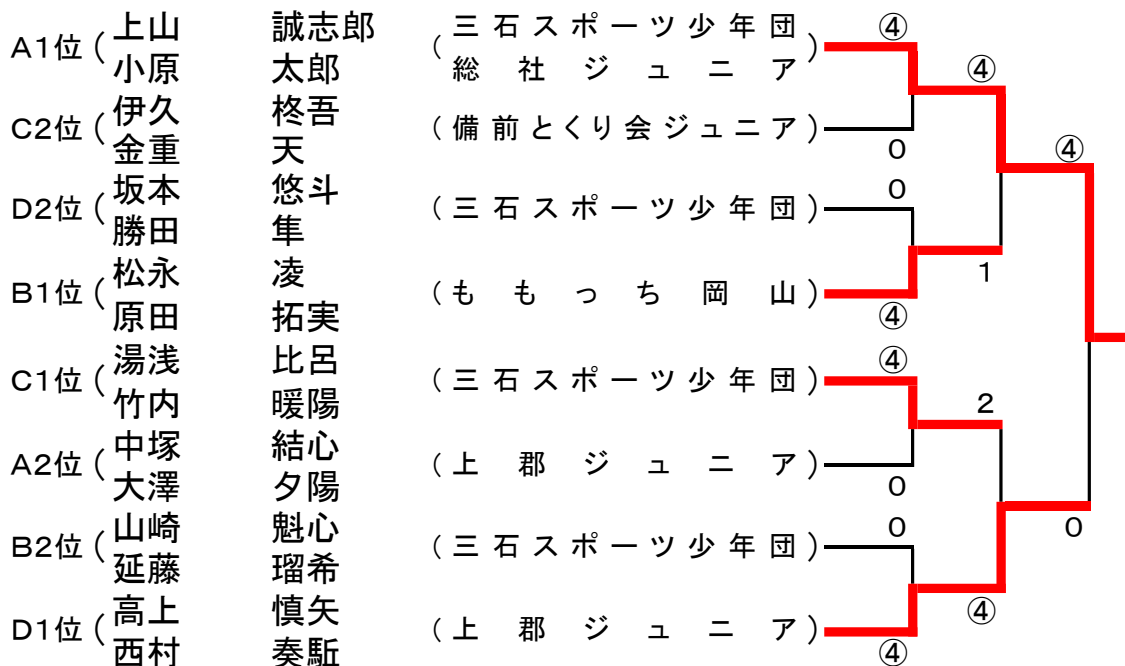 上山 誠志郎 三石スポーツ少年団 ④
A1位 ( (
小原 太郎 総社ジュニア ④
伊久 柊吾
C2位 ( (備前とくり会ジュニア)
金重 天 0 ④
坂本 悠斗 0
D2位 ( (三石スポーツ少年団)
勝田 隼
松永 凌 1
B1位 ( (ももっち岡山)
原田 拓実 ④
湯浅 比呂 ④
C1位 ( (三石スポーツ少年団)
竹内 暖陽 2
中塚 結心
A2位 ( (上郡ジュニア)
大澤 夕陽 0
山崎 魁心 0 0
B2位 ( (三石スポーツ少年団)
延藤 瑠希
高上 慎矢 ④
D1位 ( (上郡ジュニア)
西村 奏駈 ④